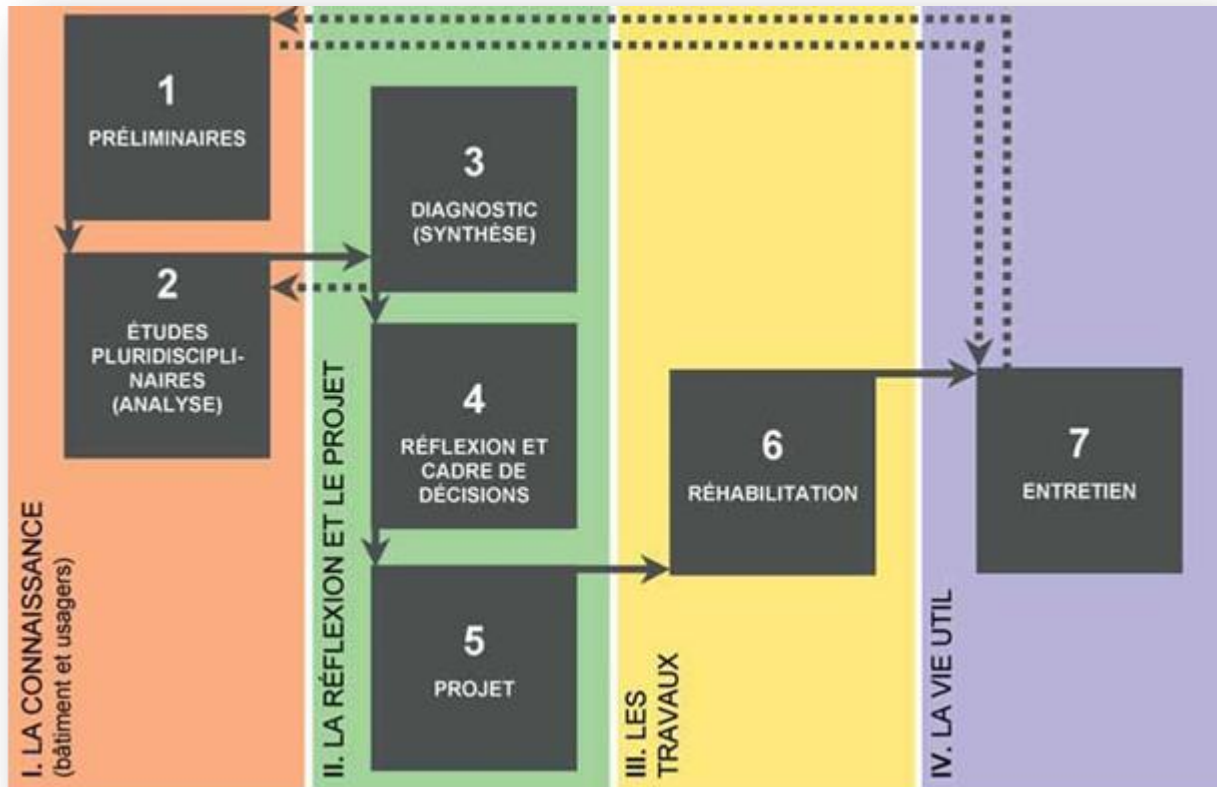 1
PRÉLIMINAIRES
2
ÉTUDES
PLURIDISCIPLI-
NAIRES
(ANALYSE)
I. LA CONNAISSANCE
(bâtiment et usagers)
3
DIAGNOSTIC
(SYNTHÈSE)
4
RÉFLEXION ET
CADRE DE
DÉCISIONS
5
PROJET
II. LA RÉFLEXION ET LE PROJET
6
RÉHABILITATION
III. LES
TRAVAUX
7
ENTRETIEN
IV. LA VIE UTIL